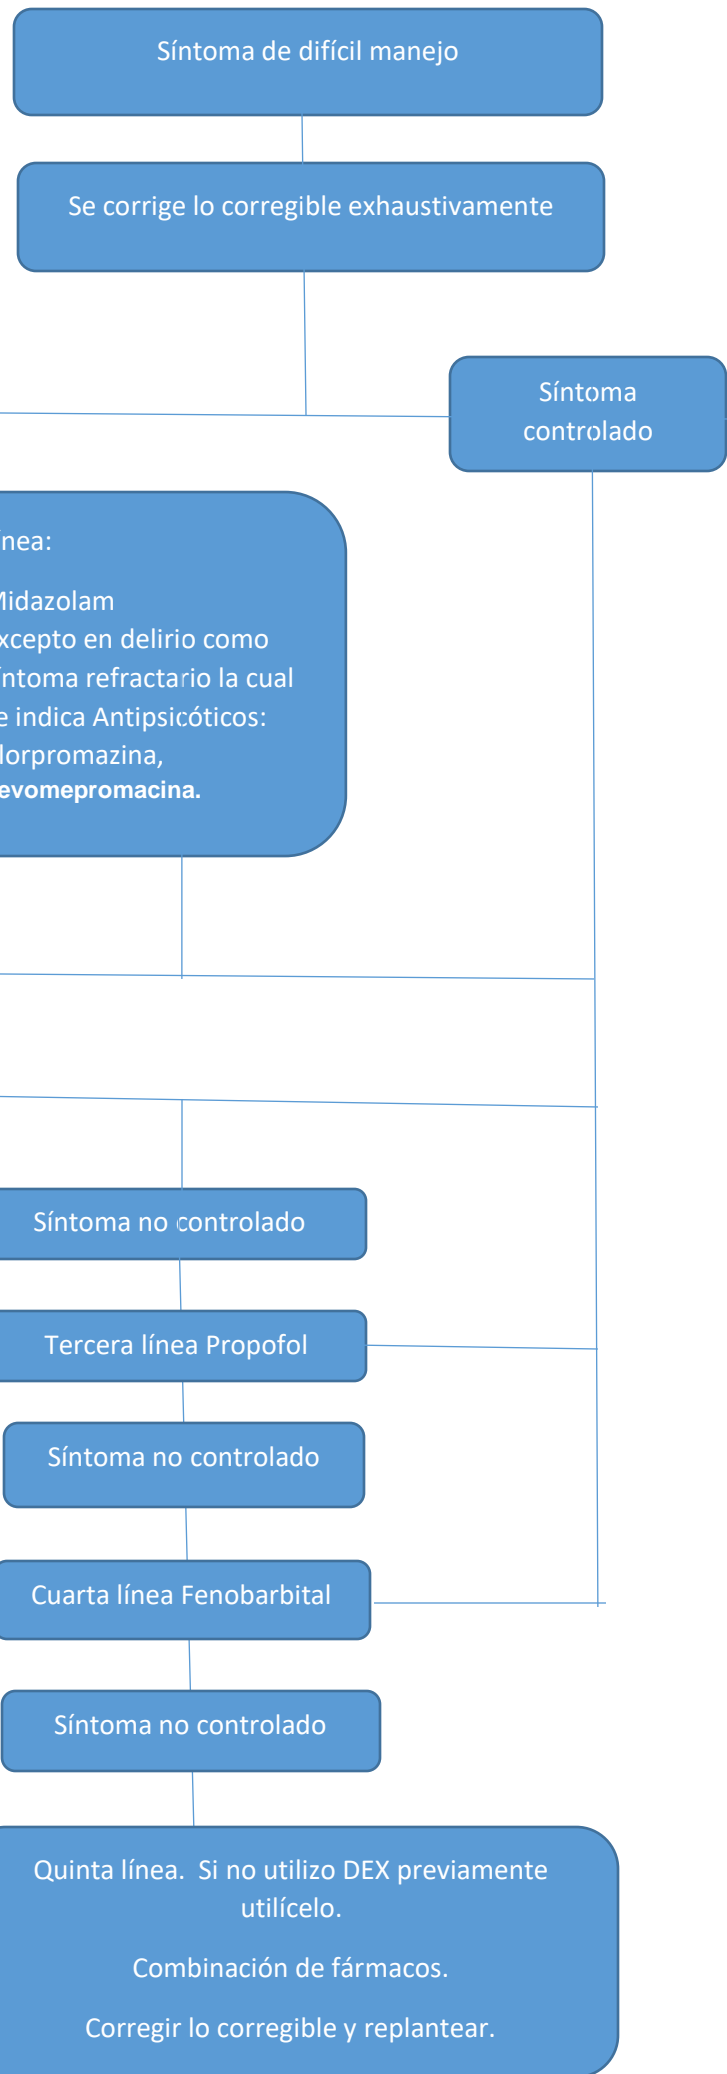 Síntoma de difícil manejo
Se corrige lo corregible exhaustivamente
Síntoma
controlado
nea:
Midazolam
xcepto en delirio como
íntoma refractario la cual
e indica Antipsicóticos:
lorpromazina,
evomepromacina.
Síntoma no controlado
Tercera línea Propofol
Síntoma no controlado
Cuarta línea Fenobarbital
Síntoma no controlado
Quinta línea. Si no utilizo DEX previamente
utilícelo.
Combinación de fármacos.
Corregir lo corregible y replantear.